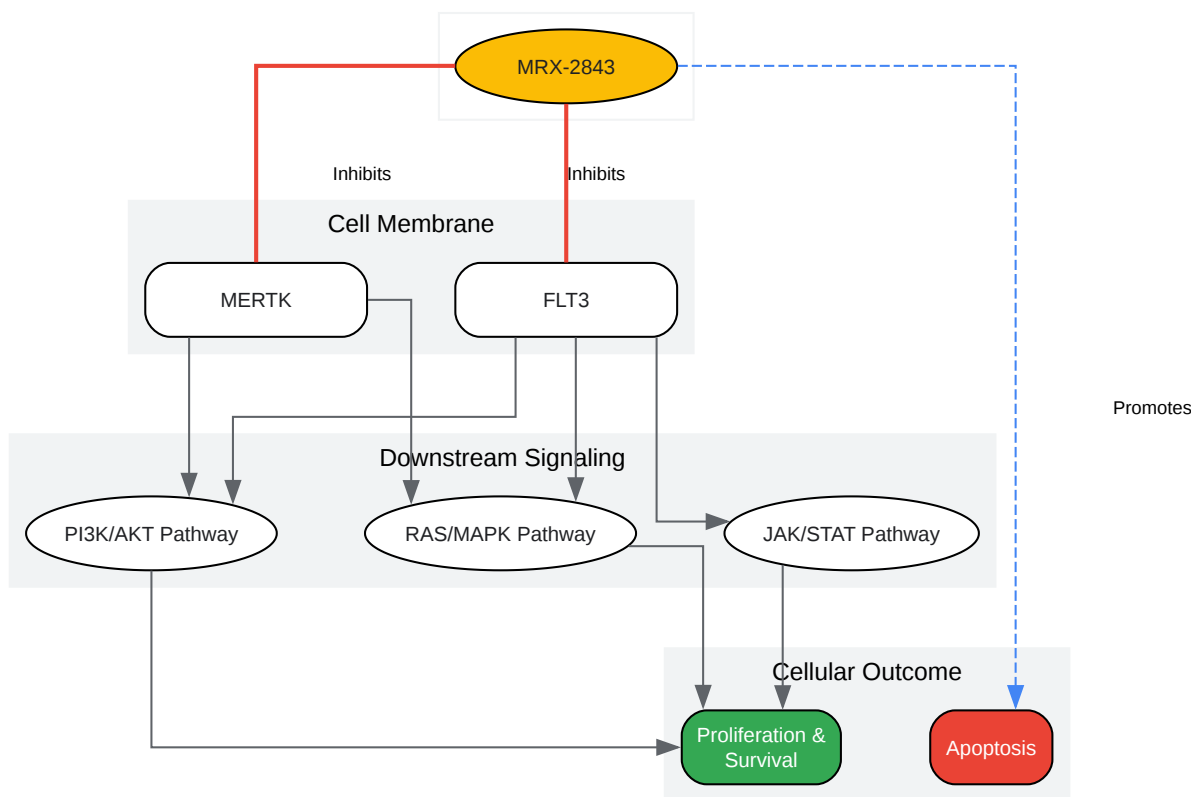 MRX-2843
Inhibits
Inhibits
Cell Membrane
MERTK
FLT3
Promotes
Downstream Signaling
PI3K/AKT Pathway
RAS/MAPK Pathway
JAK/STAT Pathway
Cellular Outcome
Proliferation &
Survival
Apoptosis